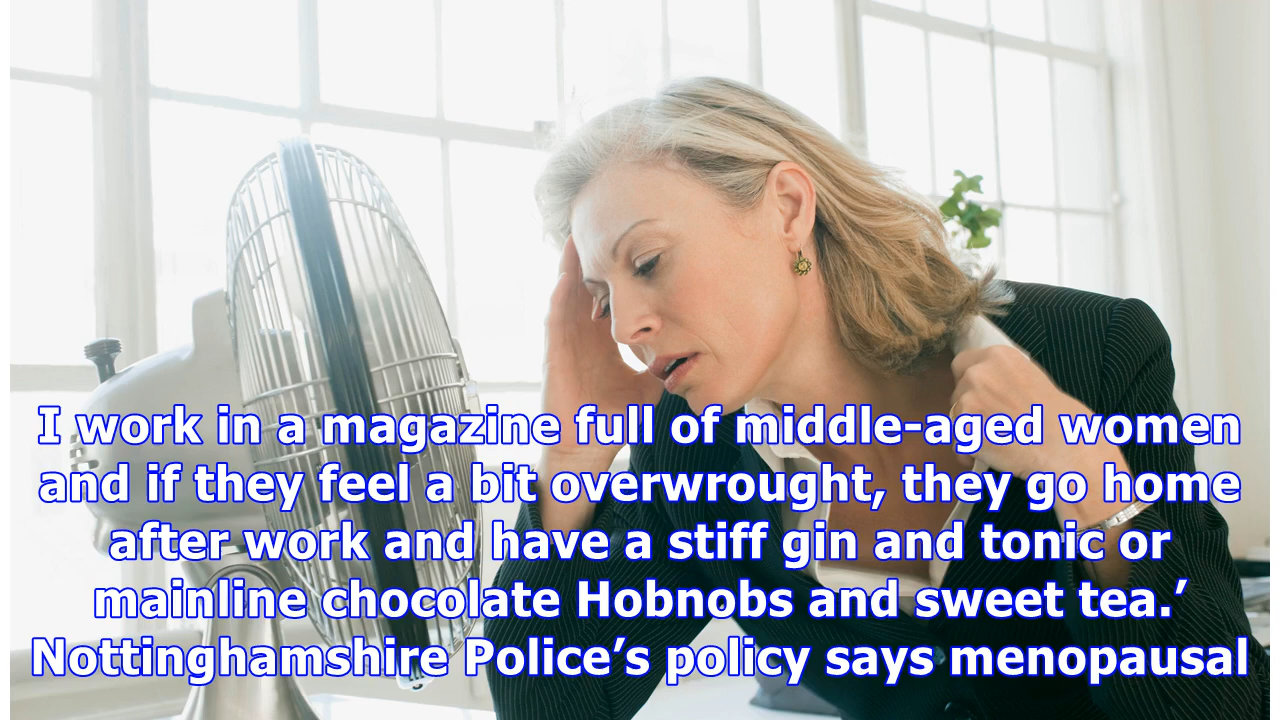 I work in a magazine full of middle-aged women
and if they feel a bit overwrought, they go home
after work and have a stiff gin and tonic or
mainline chocolate Hobnobs and sweet tea.’
Nottinghamshire Police’s policy says menopausal